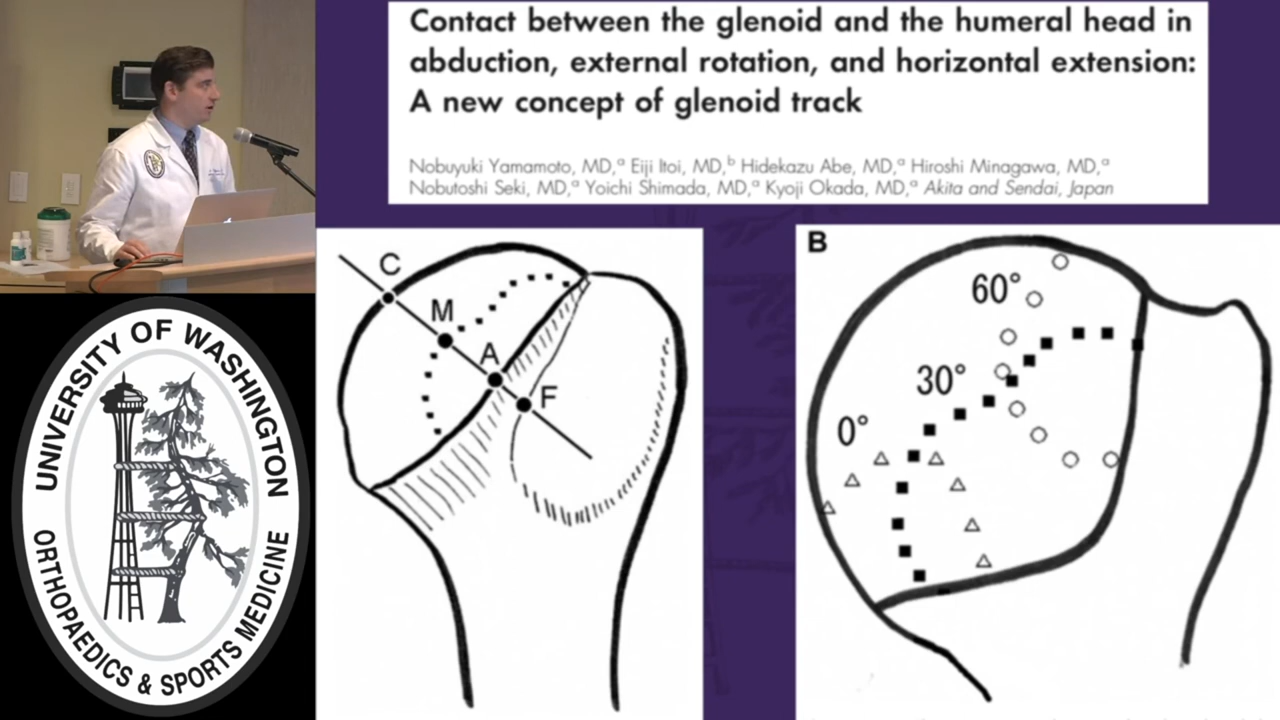 Contact between the glenoid and the humeral head in
abduction, external rotation, and horizontal extension:
A new concept of glenoid track
Nobuyuki Yamamoto, MD,ᵃ Eiji Itoi, MD,ᵇ Hidekazu Abe, MD,ᵃ Hiroshi Minagawa, MD,ᵃ
Nobutoshi Seki, MD,ᵃ Yoichi Shimada, MD,ᵃ Kyoji Okada, MD,ᵃ Akita and Sendai, Japan
C
M
A
F
B
60°
30°
0°
UNIVERSITY OF WASHINGTON
ORTHOPAEDICS & SPORTS MEDICINE